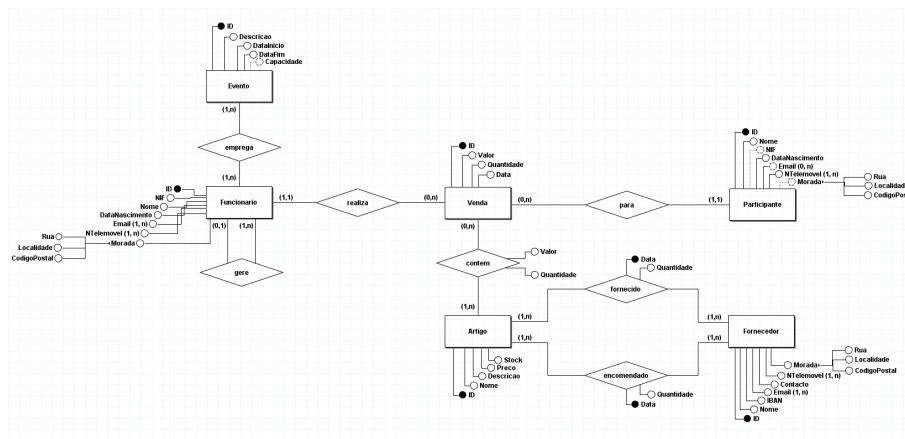 ID
Descricao
DataInicio
DataFim
Capacidade
Evento
(1,n)
emprega
(1,n)
ID
NIF
Nome
DataNascimento
Email (1, n)
NTelemovel (1, n)
Morada
Rua
Localidade
CodigoPostal
Funcionario
(0,1)
(1,n)
gere
(1,1)
realiza
(0,n)
ID
Valor
Quantidade
Data
Venda
(0,n)
para
(1,1)
ID
Nome
NIF
DataNascimento
Email (0, n)
NTelemovel (1, n)
Morada
Rua
Localidade
CodigoPos
Participante
(0,n)
contem
Valor
Quantidade
(1,n)
Artigo
(1,n)
(1,n)
Stock
Preco
Descricao
Nome
ID
Data
Quantidade
fornecido
(1,n)
Fornecedor
(1,n)
encomendado
Quantidade
Data
Morada
Rua
Localidade
CodigoPostal
NTelemovel (1, n)
Contacto
Email (1, n)
IBAN
Nome
ID